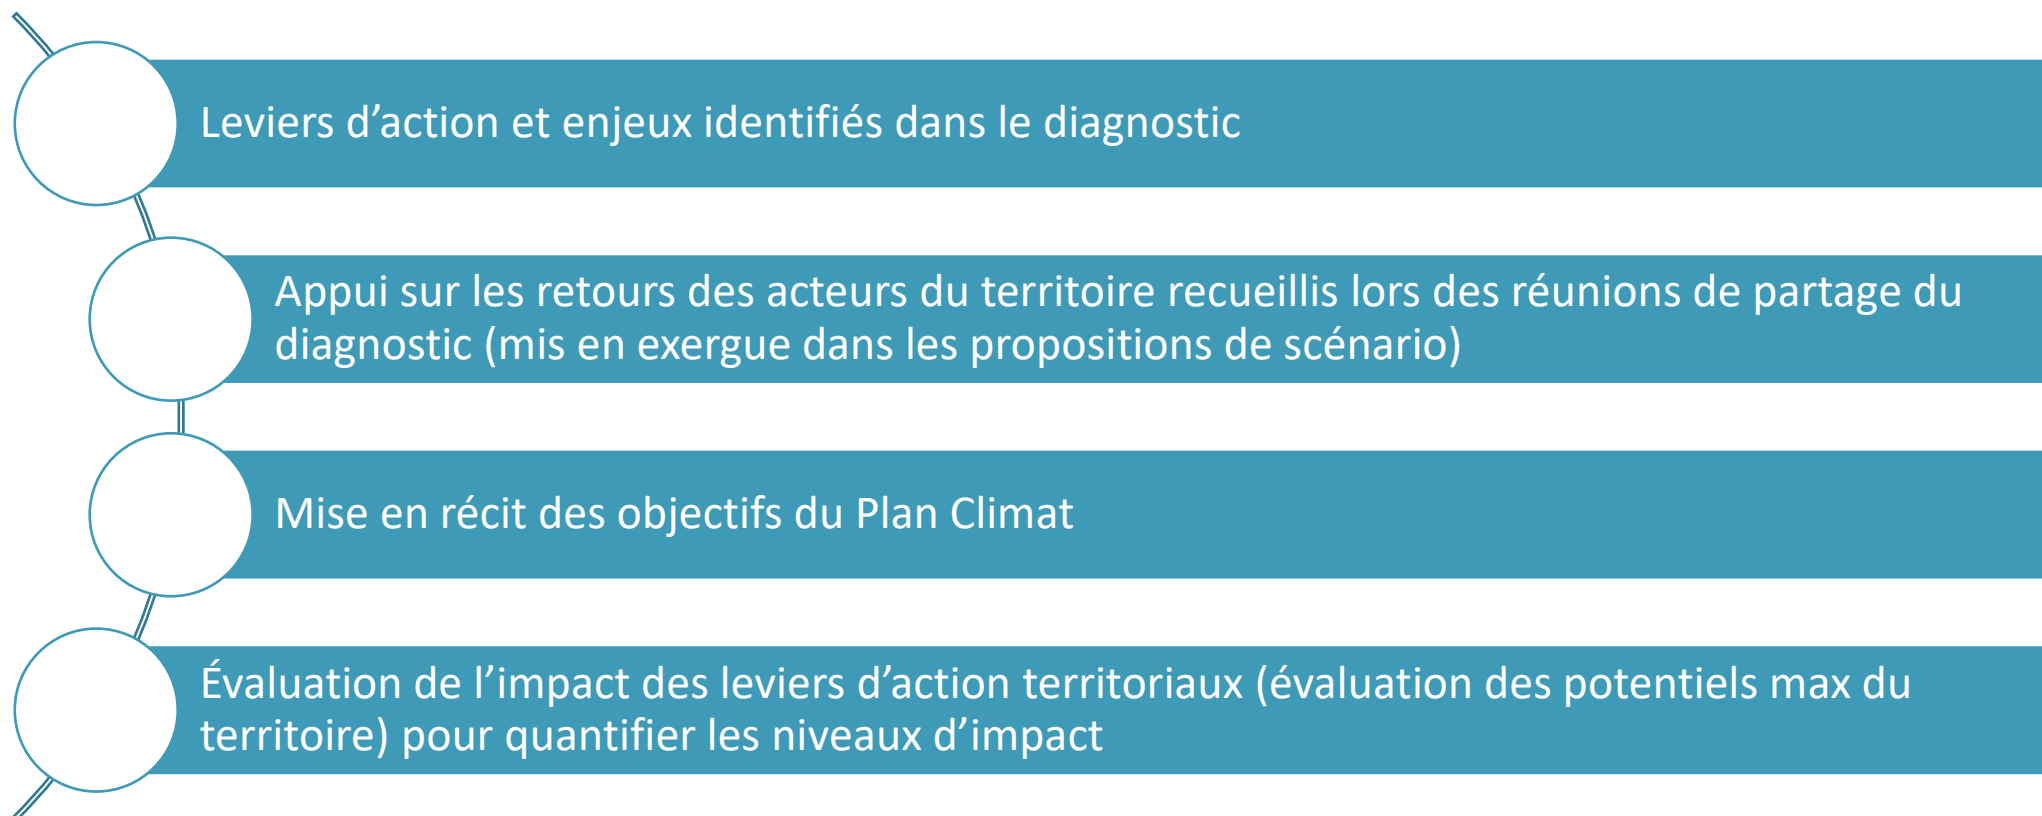 Leviers d’action et enjeux identifiés dans le diagnostic
Appui sur les retours des acteurs du territoire recueillis lors des réunions de partage du
diagnostic (mis en exergue dans les propositions de scénario)
Mise en récit des objectifs du Plan Climat
Évaluation de l’impact des leviers d’action territoriaux (évaluation des potentiels max du
territoire) pour quantifier les niveaux d’impact